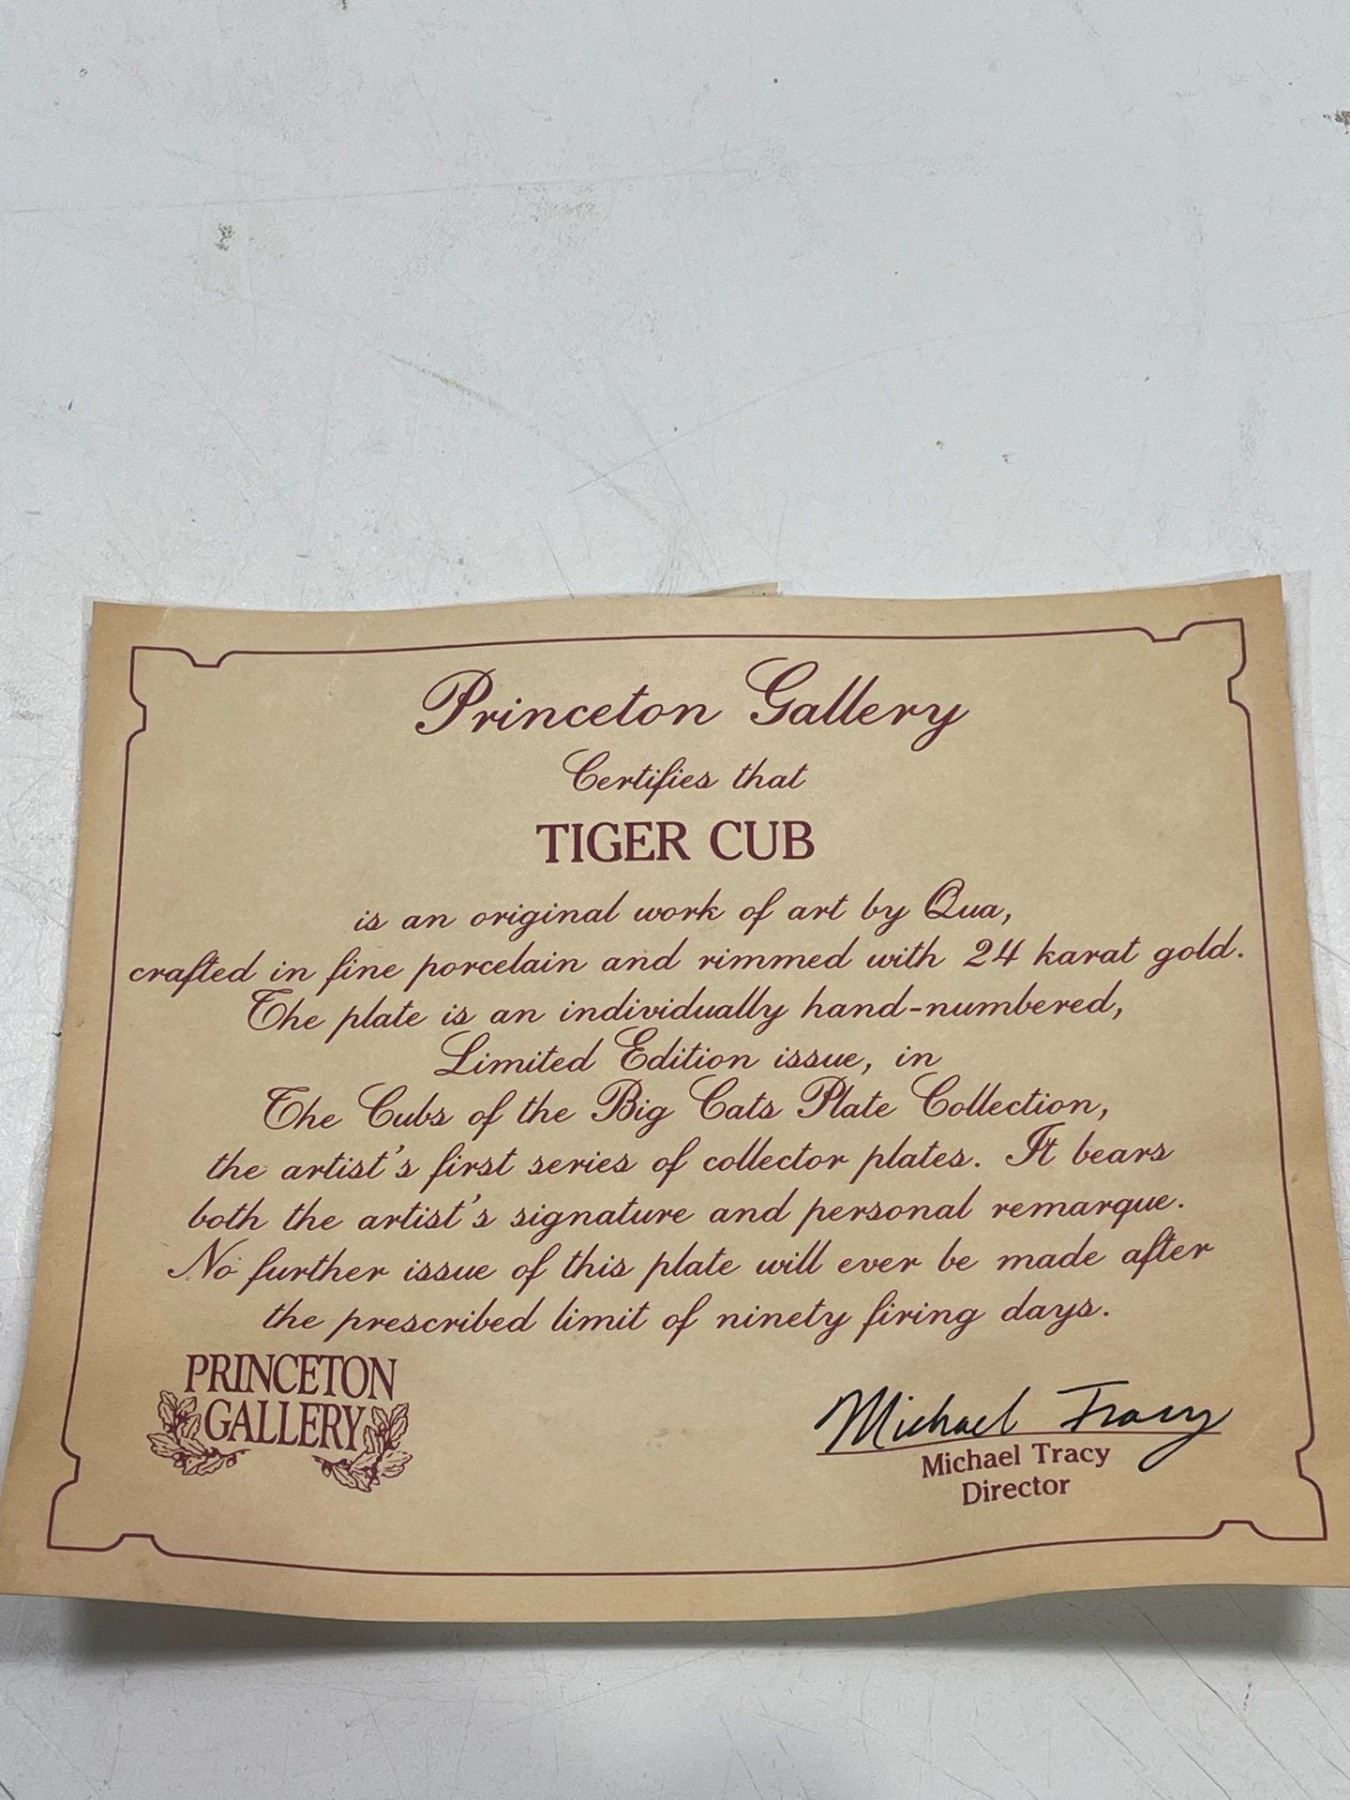 Princeton Gallery
Certifies that
TIGER CUB
is an original work of art by Qua,
crafted in fine porcelain and rimmed with 24 karat gold.
The plate is an individually hand-numbered,
Limited Edition issue, in
The Cubs of the Big Cats Plate Collection,
the artist's first series of collector plates. It bears
both the artist's signature and personal remarque.
No further issue of this plate will ever be made after
the prescribed limit of ninety firing days.
PRINCETON
GALLERY
Michael Tracy
Michael Tracy
Director